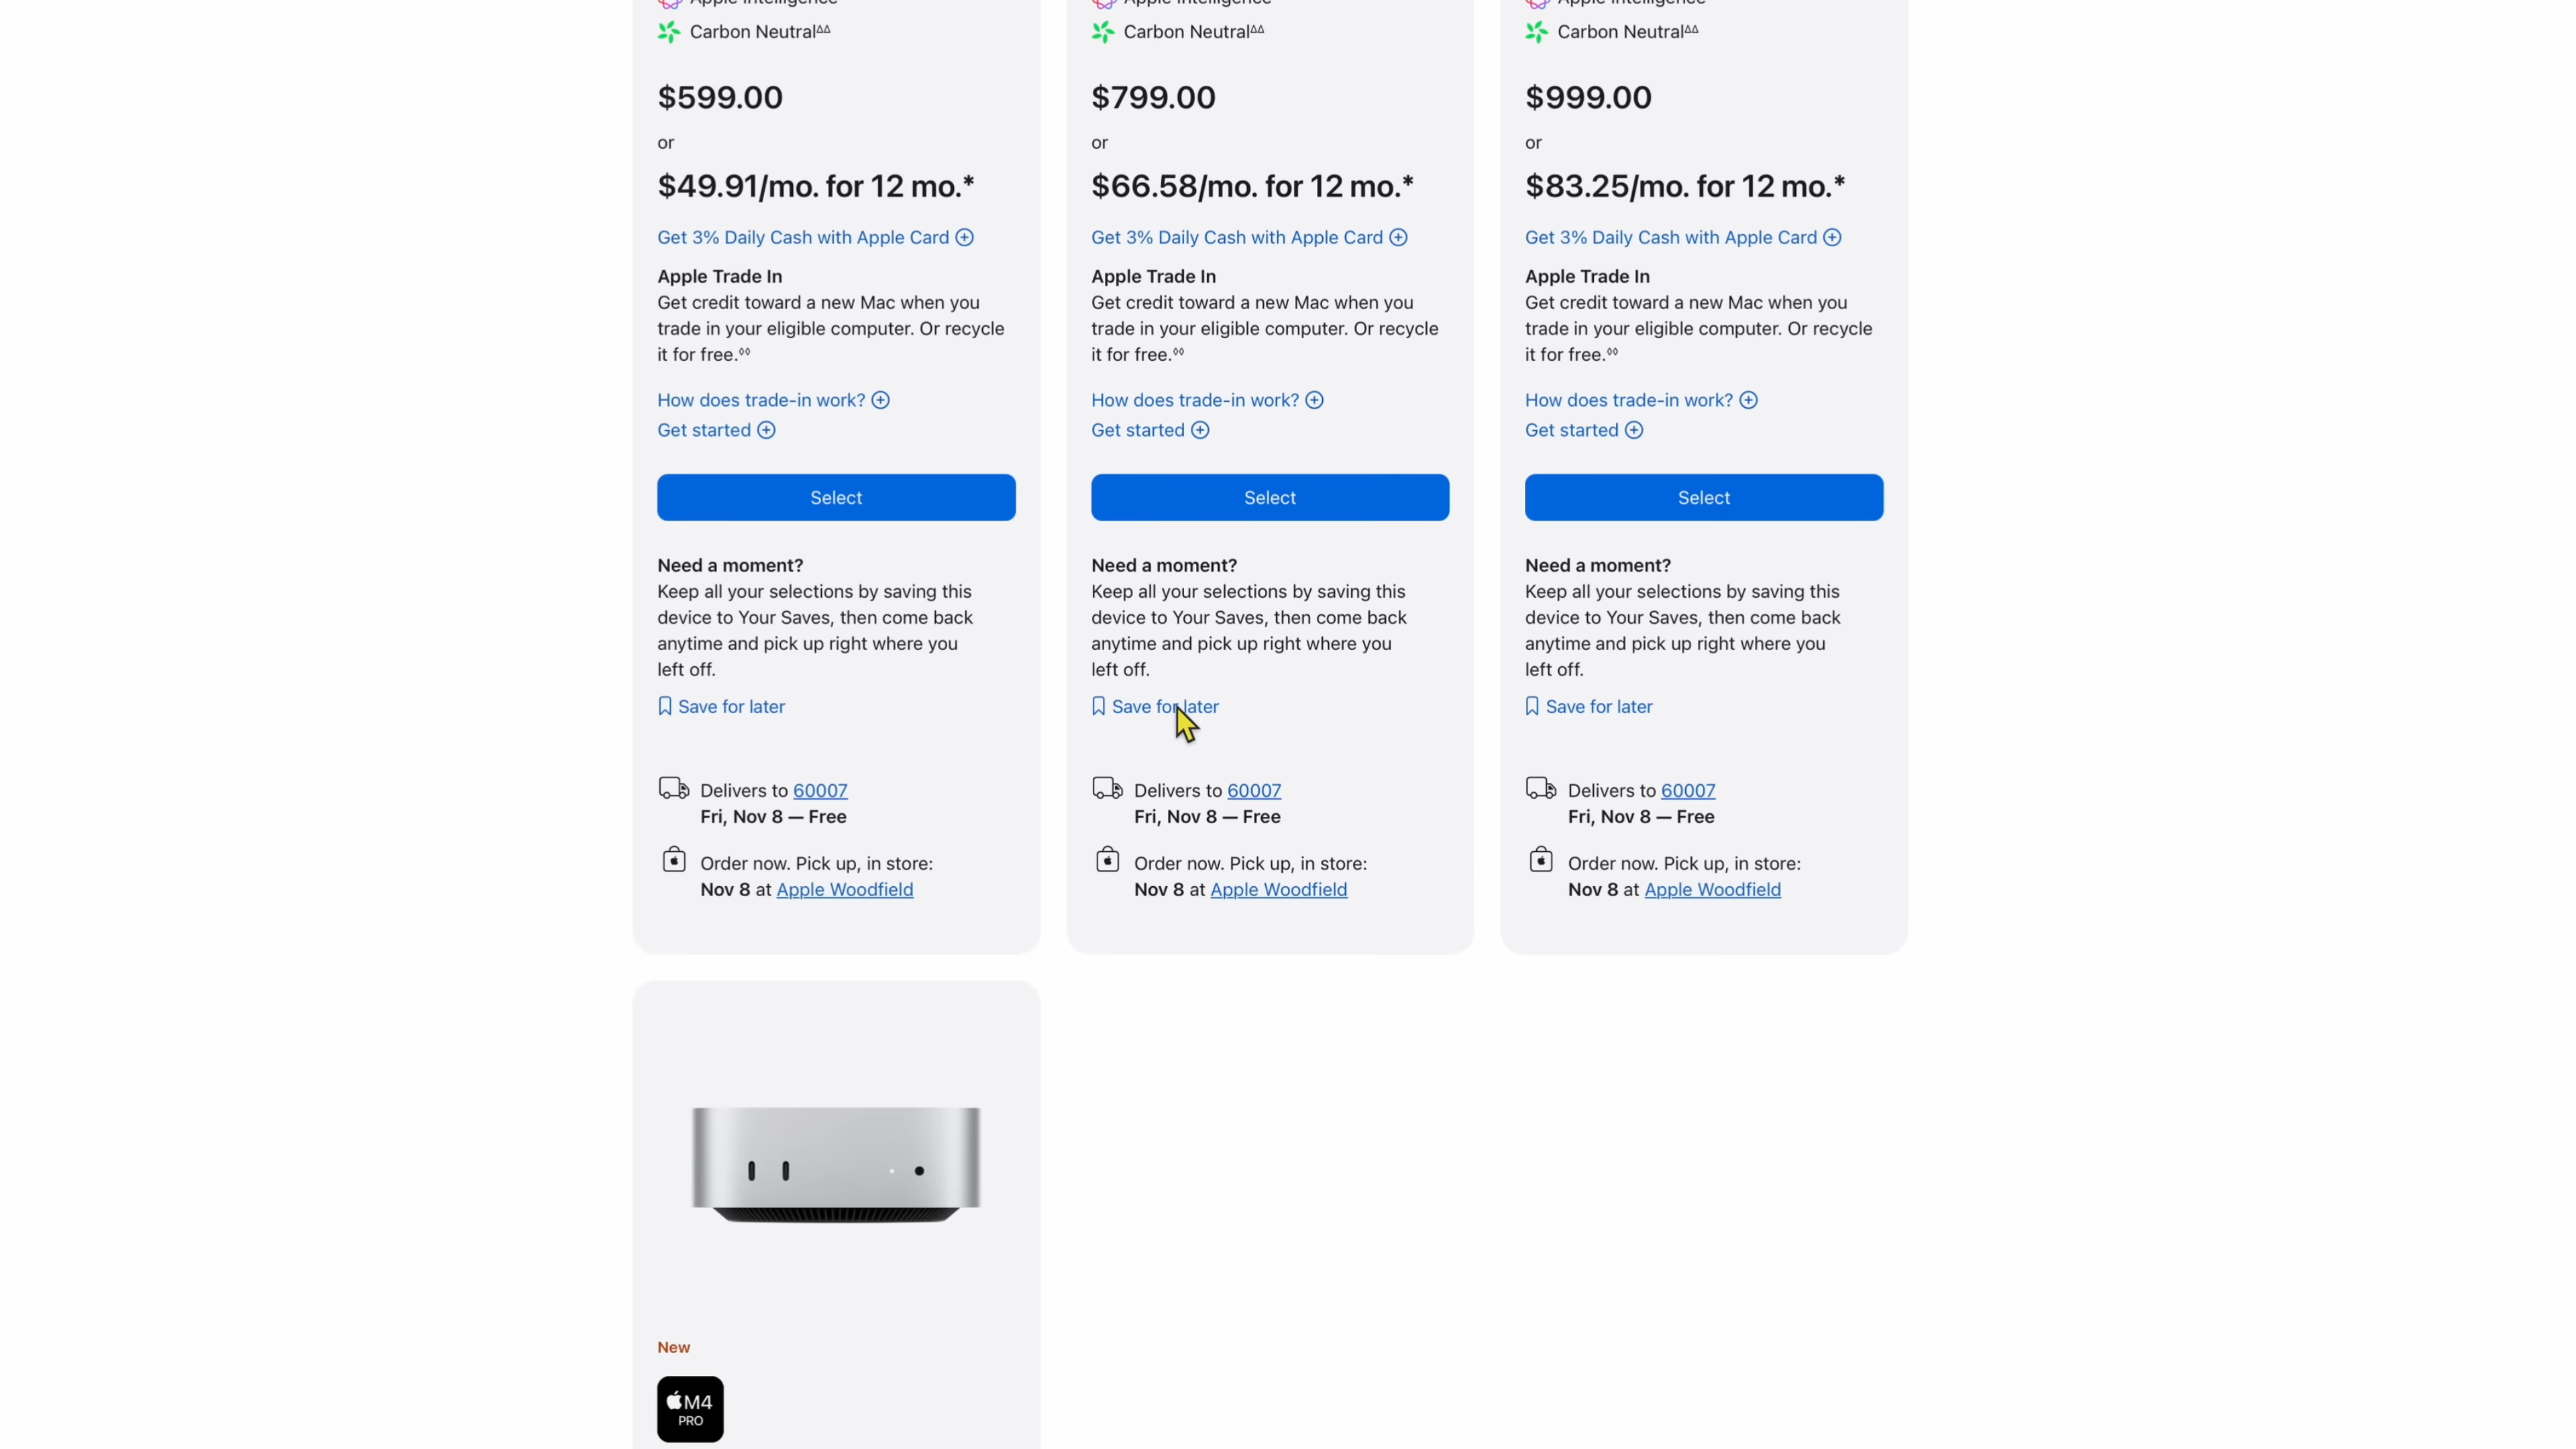 Apple Intelligence
Carbon Neutral∆∆
$599.00
or
$49.91/mo. for 12 mo.*
Get 3% Daily Cash with Apple Card
Apple Trade In
Get credit toward a new Mac when you
trade in your eligible computer. Or recycle
it for free.◊◊
How does trade-in work?
Get started
Select
Need a moment?
Keep all your selections by saving this
device to Your Saves, then come back
anytime and pick up right where you
left off.
Save for later
Delivers to 60007
Fri, Nov 8 — Free
Order now. Pick up, in store:
Nov 8 at Apple Woodfield
Apple Intelligence
Carbon Neutral∆∆
$799.00
or
$66.58/mo. for 12 mo.*
Get 3% Daily Cash with Apple Card
Apple Trade In
Get credit toward a new Mac when you
trade in your eligible computer. Or recycle
it for free.◊◊
How does trade-in work?
Get started
Select
Need a moment?
Keep all your selections by saving this
device to Your Saves, then come back
anytime and pick up right where you
left off.
Save for later
Delivers to 60007
Fri, Nov 8 — Free
Order now. Pick up, in store:
Nov 8 at Apple Woodfield
Apple Intelligence
Carbon Neutral∆∆
$999.00
or
$83.25/mo. for 12 mo.*
Get 3% Daily Cash with Apple Card
Apple Trade In
Get credit toward a new Mac when you
trade in your eligible computer. Or recycle
it for free.◊◊
How does trade-in work?
Get started
Select
Need a moment?
Keep all your selections by saving this
device to Your Saves, then come back
anytime and pick up right where you
left off.
Save for later
Delivers to 60007
Fri, Nov 8 — Free
Order now. Pick up, in store:
Nov 8 at Apple Woodfield
New
M4
PRO